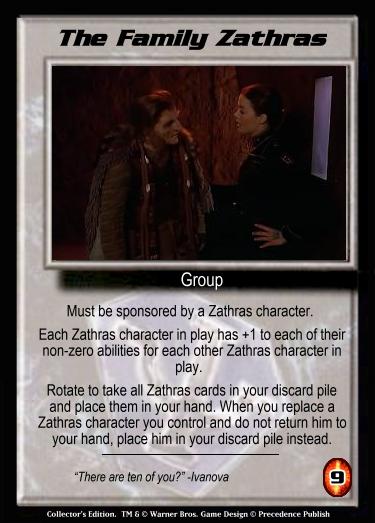 The Family Zathras
Group
Must be sponsored by a Zathras character.
Each Zathras character in play has +1 to each of their
non-zero abilities for each other Zathras character in
play.
Rotate to take all Zathras cards in your discard pile
and place them in your hand. When you replace a
Zathras character you control and do not return him to
your hand, place him in your discard pile instead.
“There are ten of you?” -Ivanova
9
Collector's Edition. TM & © Warner Bros. Game Design © Precedence Publish